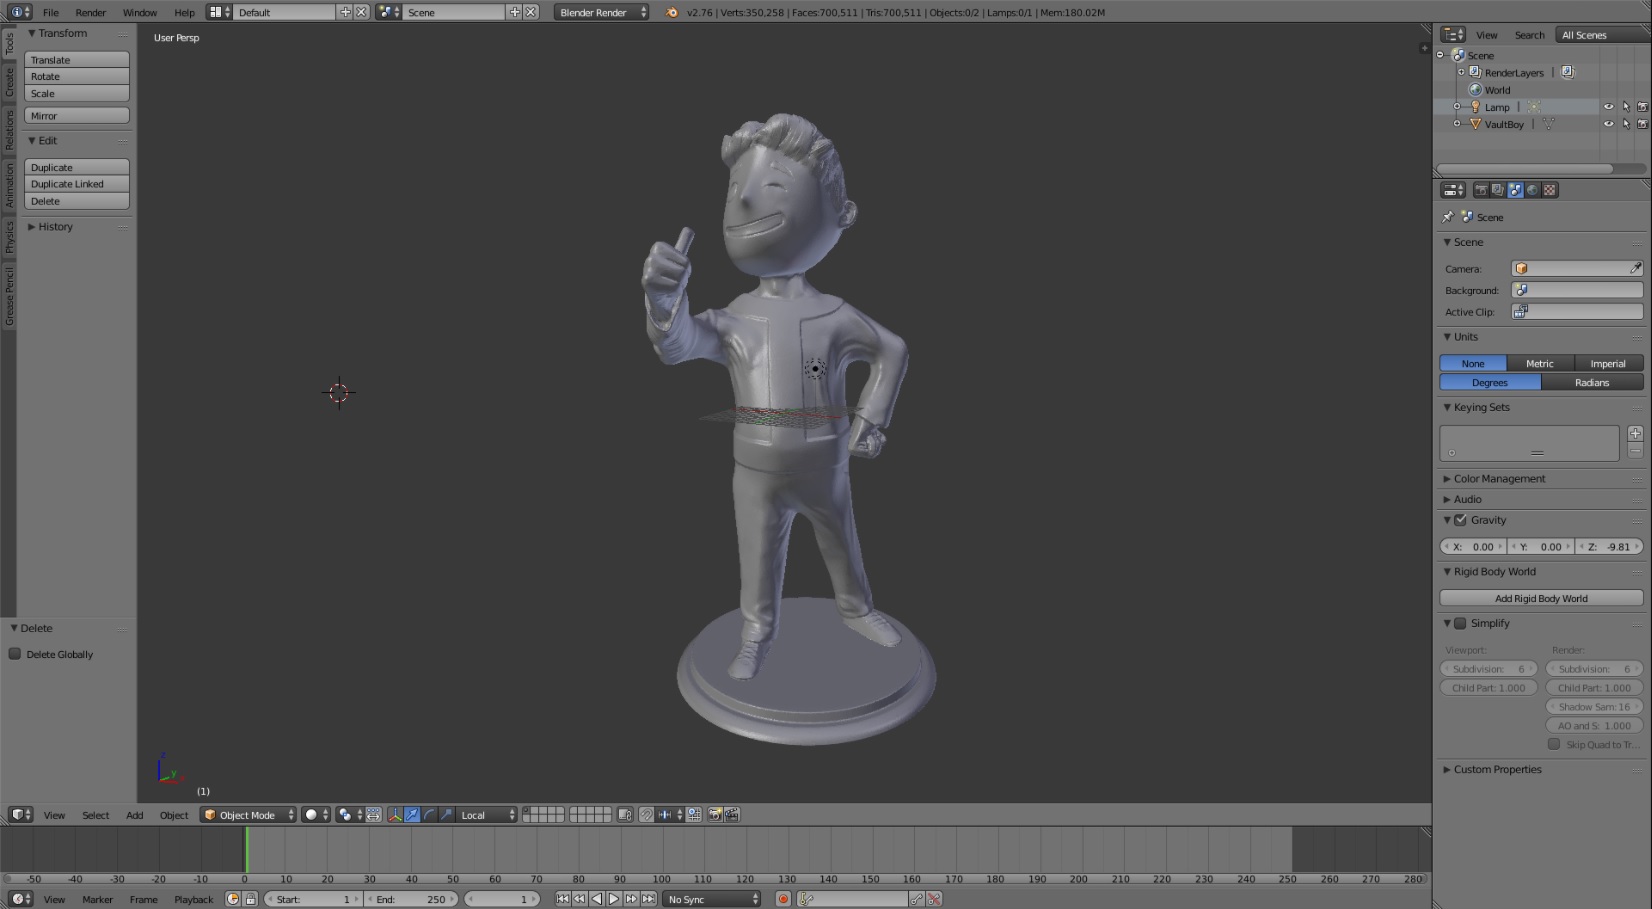 File Render Window Help Default Scene Blender Render v2.76 | Verts:350,258 | Faces:700,511 | Tris:700,511 | Objects:0/2 | Lamps:0/1 | Mem:180.02M
Tools
Create
Relations
Animation
Physics
Grease Pencil
Transform
Translate
Rotate
Scale
Mirror
Edit
Duplicate
Duplicate Linked
Delete
History
Delete
Delete Globally
User Persp
z
y
(1)
View Search All Scenes
Scene
RenderLayers |
World
Lamp |
VaultBoy |
Scene
Scene
Camera:
Background:
Active Clip:
Units
None Metric Imperial
Degrees Radians
Keying Sets
Color Management
Audio
Gravity
X: 0.00 Y: 0.00 Z: -9.81
Rigid Body World
Add Rigid Body World
Simplify
Viewport: Render:
Subdivision: 6 Subdivision: 6
Child Part: 1.000 Child Part: 1.000
Shadow Sam: 16
AO and S: 1.000
Skip Quad to Tr...
Custom Properties
View Select Add Object Object Mode Local
-50 -40 -30 -20 -10 0 10 20 30 40 50 60 70 80 90 100 110 120 130 140 150 160 170 180 190 200 210 220 230 240 250 260 270 280
View Marker Frame Playback Start: 1 End: 250 1 No Sync